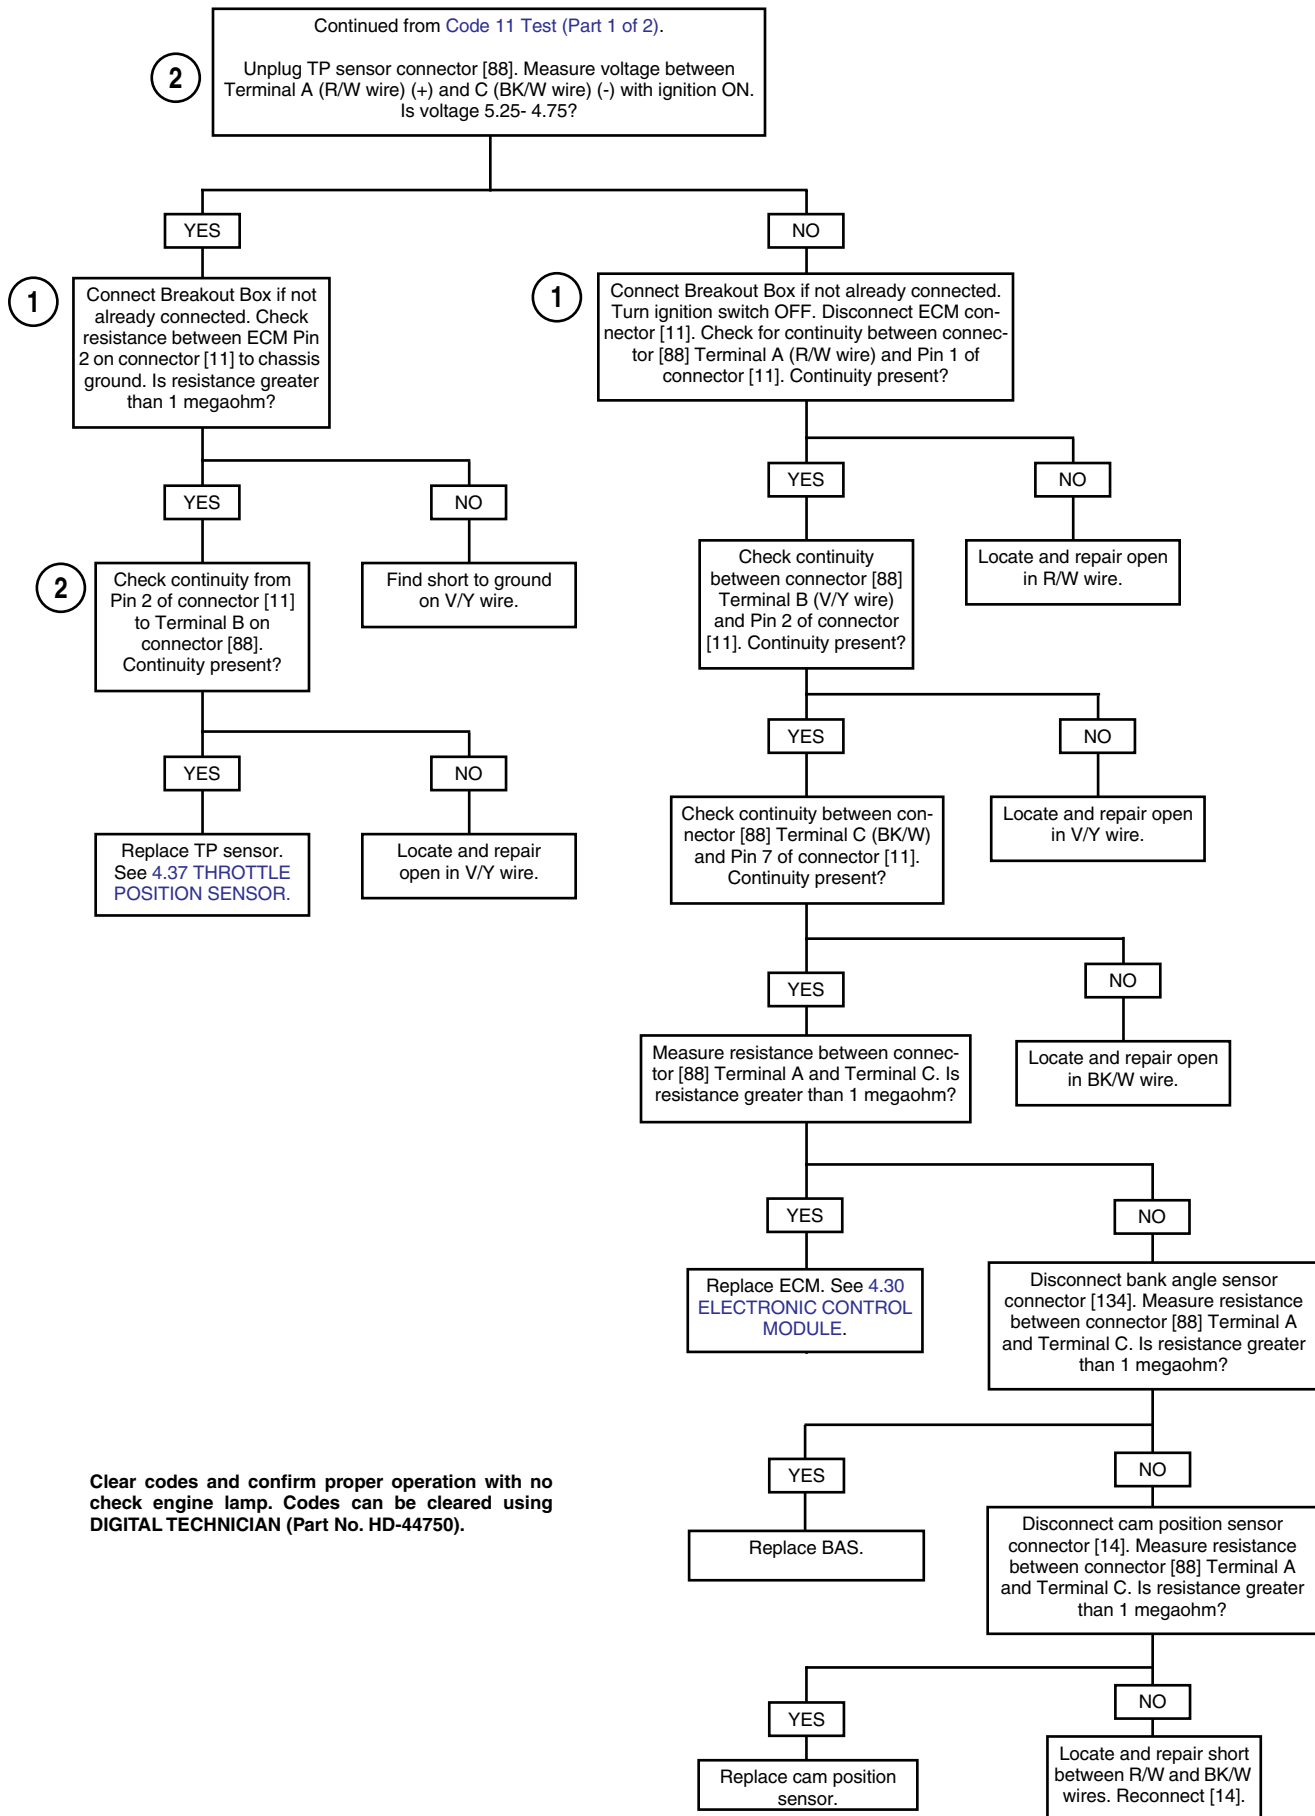 Continued from Code 11 Test (Part 1 of 2).
2
Unplug TP sensor connector [88]. Measure voltage between
Terminal A (R/W wire) (+) and C (BK/W wire) (-) with ignition ON.
Is voltage 5.25- 4.75?
YES
NO
1
Connect Breakout Box if not
already connected. Check
resistance between ECM Pin
2 on connector [11] to chassis
ground. Is resistance greater
than 1 megaohm?
1
Connect Breakout Box if not already connected.
Turn ignition switch OFF. Disconnect ECM con-
nector [11]. Check for continuity between connec-
tor [88] Terminal A (R/W wire) and Pin 1 of
connector [11]. Continuity present?
YES
NO
YES
NO
2
Check continuity from
Pin 2 of connector [11]
to Terminal B on
connector [88].
Continuity present?
Find short to ground
on V/Y wire.
Check continuity
between connector [88]
Terminal B (V/Y wire)
and Pin 2 of connector
[11]. Continuity present?
Locate and repair open
in R/W wire.
YES
NO
YES
NO
Replace TP sensor.
See 4.37 THROTTLE
POSITION SENSOR.
Locate and repair
open in V/Y wire.
Check continuity between con-
nector [88] Terminal C (BK/W)
and Pin 7 of connector [11].
Continuity present?
Locate and repair open
in V/Y wire.
YES
NO
Measure resistance between connec-
tor [88] Terminal A and Terminal C. Is
resistance greater than 1 megaohm?
Locate and repair open
in BK/W wire.
YES
NO
Replace ECM. See 4.30
ELECTRONIC CONTROL
MODULE.
Disconnect bank angle sensor
connector [134]. Measure resistance
between connector [88] Terminal A
and Terminal C. Is resistance greater
than 1 megaohm?
YES
NO
Clear codes and confirm proper operation with no
check engine lamp. Codes can be cleared using
DIGITAL TECHNICIAN (Part No. HD-44750).
Replace BAS.
Disconnect cam position sensor
connector [14]. Measure resistance
between connector [88] Terminal A
and Terminal C. Is resistance greater
than 1 megaohm?
YES
NO
Replace cam position
sensor.
Locate and repair short
between R/W and BK/W
wires. Reconnect [14].